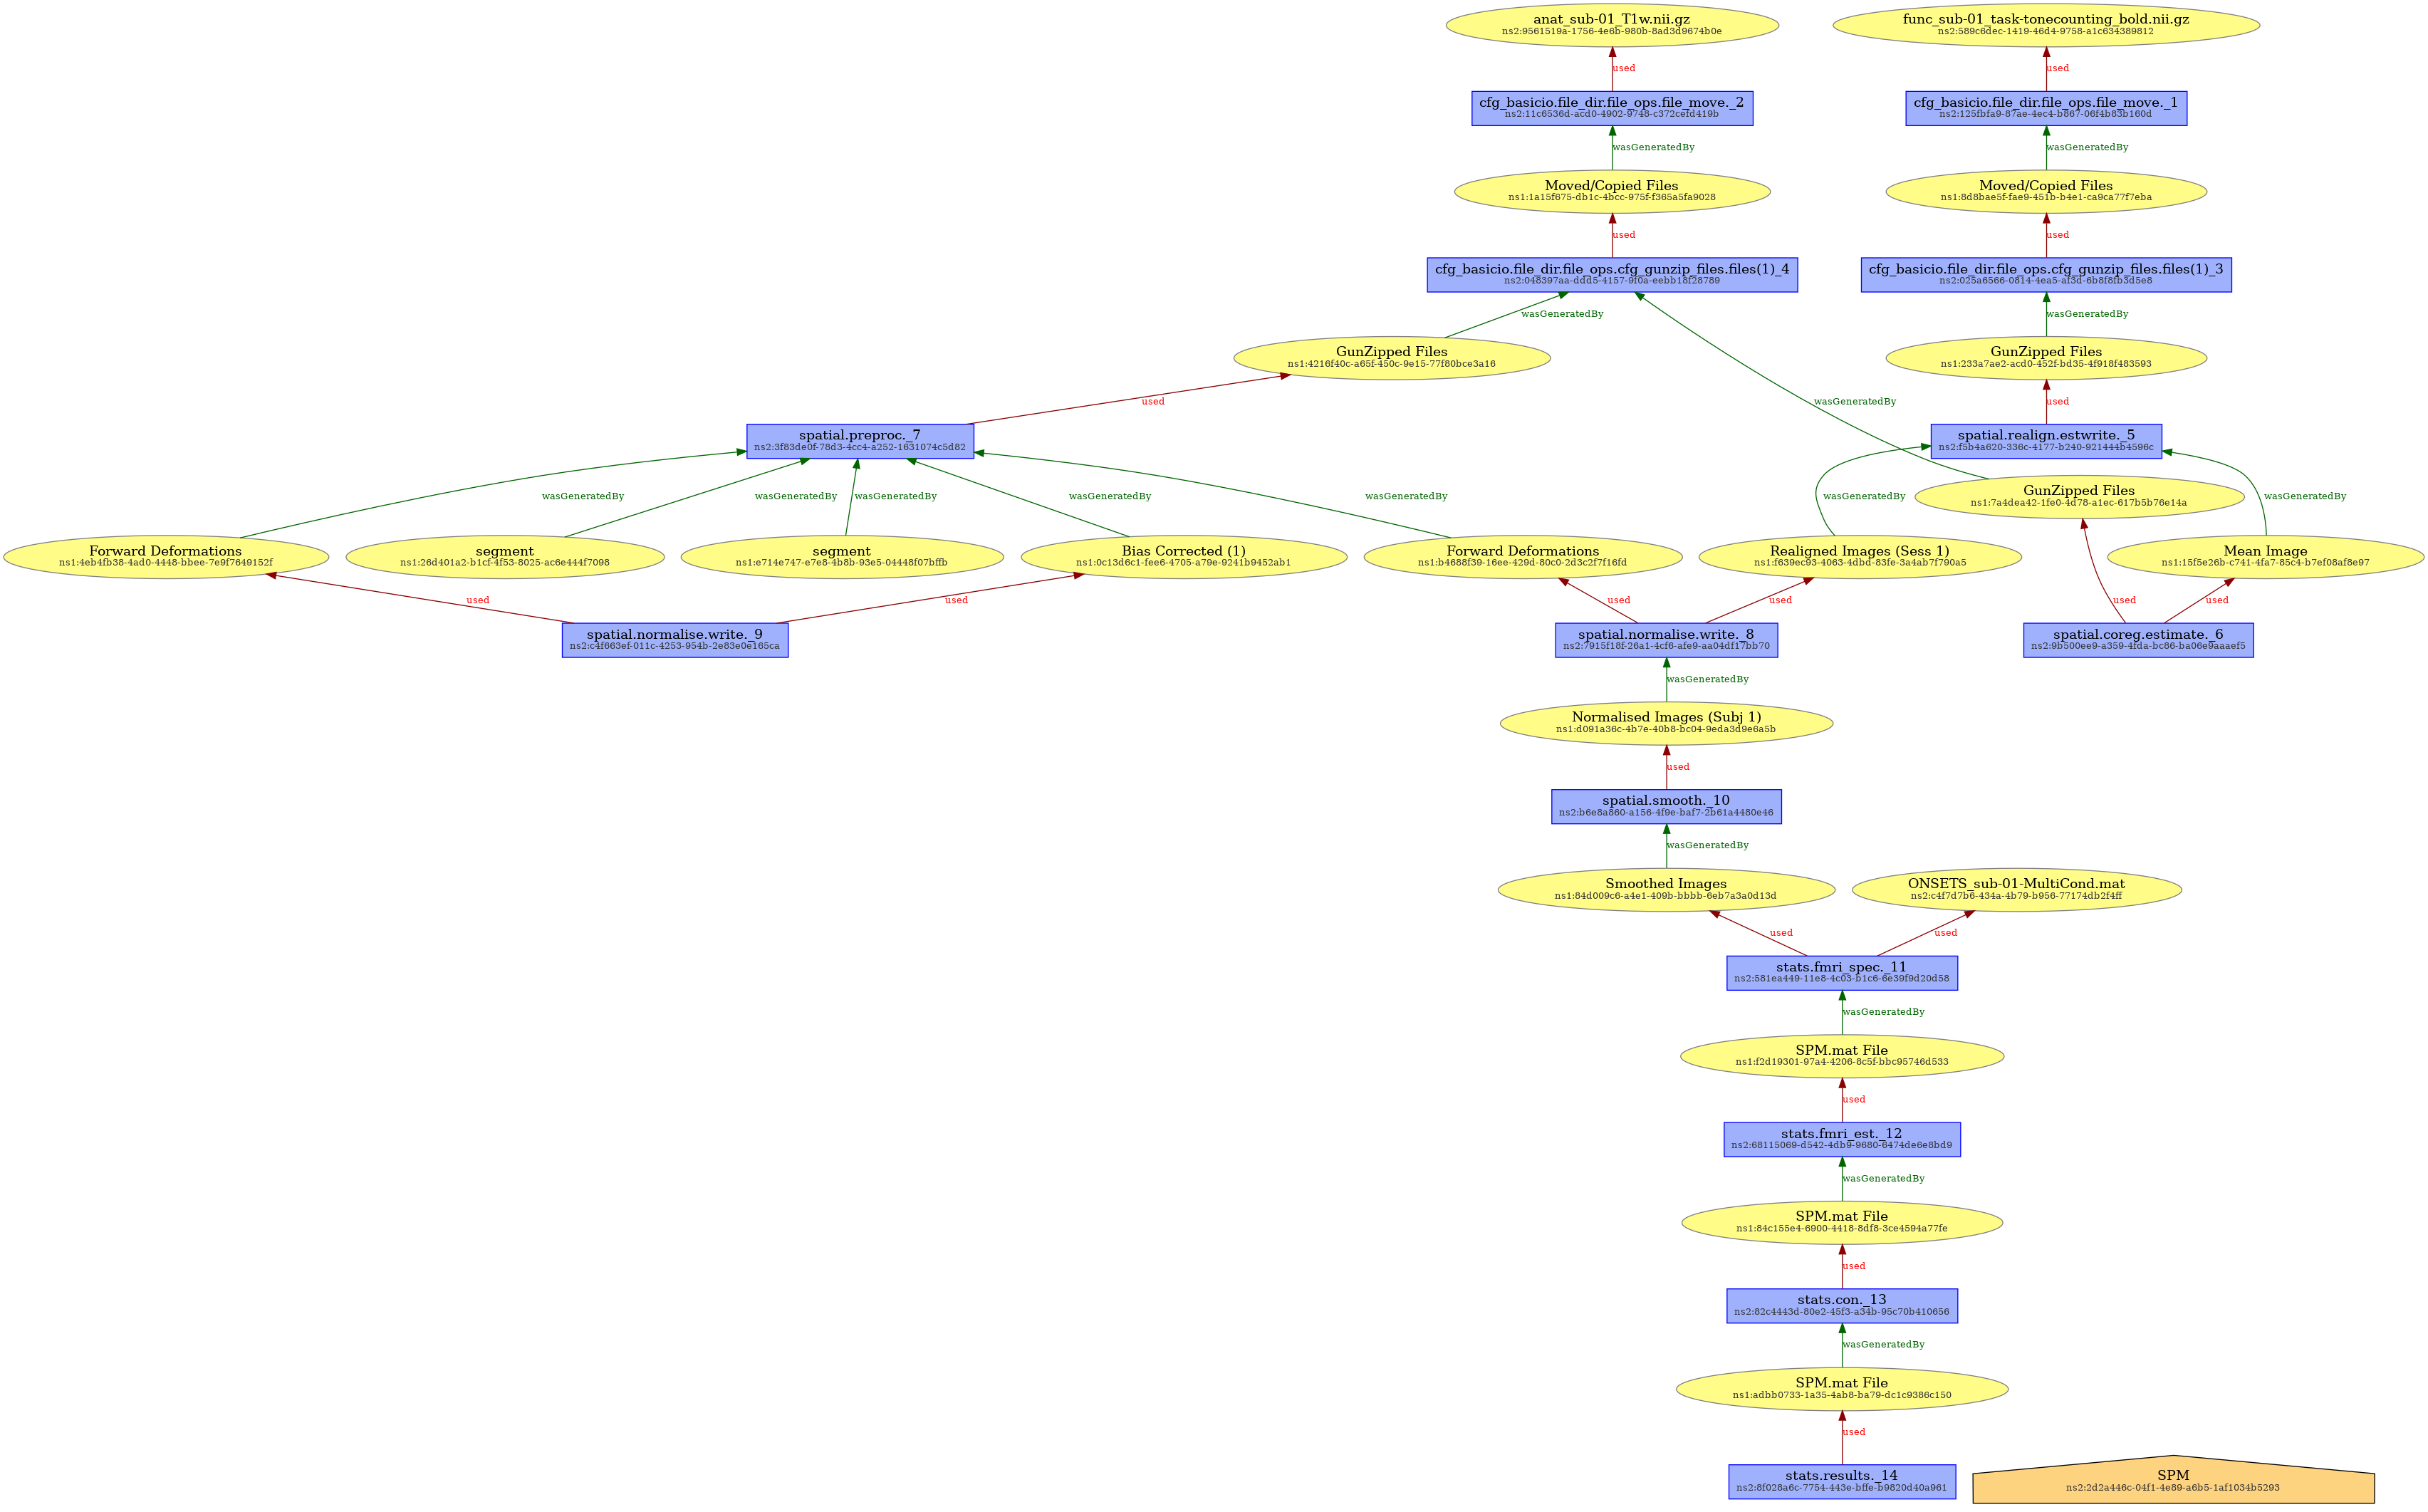 anat_sub-01_T1w.nii.gz
ns2:9561519a-1756-4e6b-980b-8ad3d9674b0e
func_sub-01_task-tonecounting_bold.nii.gz
ns2:589c6dec-1419-46d4-9758-a1c634389812
used
used
cfg_basicio.file_dir.file_ops.file_move._2
ns2:11c6536d-acd0-4902-9748-c372cefd419b
cfg_basicio.file_dir.file_ops.file_move._1
ns2:125fbfa9-87ae-4ec4-b867-06f4b83b160d
wasGeneratedBy
wasGeneratedBy
Moved/Copied Files
ns1:1a15f675-db1c-4bcc-975f-f365a5fa9028
Moved/Copied Files
ns1:8d8bae5f-fae9-451b-b4e1-ca9ca77f7eba
used
used
cfg_basicio.file_dir.file_ops.cfg_gunzip_files.files(1)_4
ns2:048397aa-ddd5-4157-9f0a-eebb18f28789
cfg_basicio.file_dir.file_ops.cfg_gunzip_files.files(1)_3
ns2:025a6566-0814-4ea5-af3d-6b8f8fb3d5e8
wasGeneratedBy
wasGeneratedBy
GunZipped Files
ns1:4216f40c-a65f-450c-9e15-77f80bce3a16
GunZipped Files
ns1:233a7ae2-acd0-452f-bd35-4f918f483593
used
wasGeneratedBy
used
spatial.preproc._7
ns2:3f83de0f-78d3-4cc4-a252-1631074c5d82
spatial.realign.estwrite._5
ns2:f5b4a620-336c-4177-b240-921444b4596c
wasGeneratedBy
wasGeneratedBy
wasGeneratedBy
wasGeneratedBy
wasGeneratedBy
wasGeneratedBy
GunZipped Files
ns1:7a4dea42-1fe0-4d78-a1ec-617b5b76e14a
wasGeneratedBy
Forward Deformations
ns1:4eb4fb38-4ad0-4448-bbee-7e9f7649152f
segment
ns1:26d401a2-b1cf-4f53-8025-ac6e444f7098
segment
ns1:e714e747-e7e8-4b8b-93e5-04448f07bffb
Bias Corrected (1)
ns1:0c13d6c1-fee6-4705-a79e-9241b9452ab1
Forward Deformations
ns1:b4688f39-16ee-429d-80c0-2d3c2f7f16fd
Realigned Images (Sess 1)
ns1:f639ec93-4063-4dbd-83fe-3a4ab7f790a5
Mean Image
ns1:15f5e26b-c741-4fa7-85c4-b7ef08af8e97
used
used
used
used
used
used
spatial.normalise.write._9
ns2:c4f663ef-011c-4253-954b-2e83e0e165ca
spatial.normalise.write._8
ns2:7915f18f-26a1-4cf6-afe9-aa04df17bb70
spatial.coreg.estimate._6
ns2:9b500ee9-a359-4fda-bc86-ba06e9aaaef5
wasGeneratedBy
Normalised Images (Subj 1)
ns1:d091a36c-4b7e-40b8-bc04-9eda3d9e6a5b
used
spatial.smooth._10
ns2:b6e8a860-a156-4f9e-baf7-2b61a4480e46
wasGeneratedBy
Smoothed Images
ns1:84d009c6-a4e1-409b-bbbb-6eb7a3a0d13d
ONSETS_sub-01-MultiCond.mat
ns2:c4f7d7b6-434a-4b79-b956-77174db2f4ff
used
used
stats.fmri_spec._11
ns2:581ea449-11e8-4c03-b1c6-6e39f9d20d58
wasGeneratedBy
SPM.mat File
ns1:f2d19301-97a4-4206-8c5f-bbc95746d533
used
stats.fmri_est._12
ns2:68115069-d542-4db9-9680-6474de6e8bd9
wasGeneratedBy
SPM.mat File
ns1:84c155e4-6900-4418-8df8-3ce4594a77fe
used
stats.con._13
ns2:82c4443d-80e2-45f3-a34b-95c70b410656
wasGeneratedBy
SPM.mat File
ns1:adbb0733-1a35-4ab8-ba79-dc1c9386c150
used
stats.results._14
ns2:8f028a6c-7754-443e-bffe-b9820d40a961
SPM
ns2:2d2a446c-04f1-4e89-a6b5-1af1034b5293